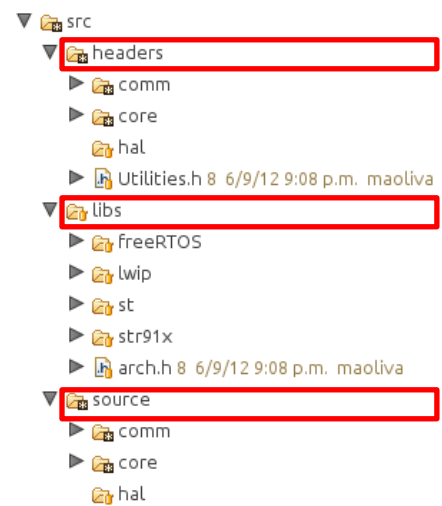 src
headers
comm
core
hal
Utilities.h 8 6/9/12 9:08 p.m. maoliva
libs
freeRTOS
lwip
st
str91x
arch.h 8 6/9/12 9:08 p.m. maoliva
source
comm
core
hal